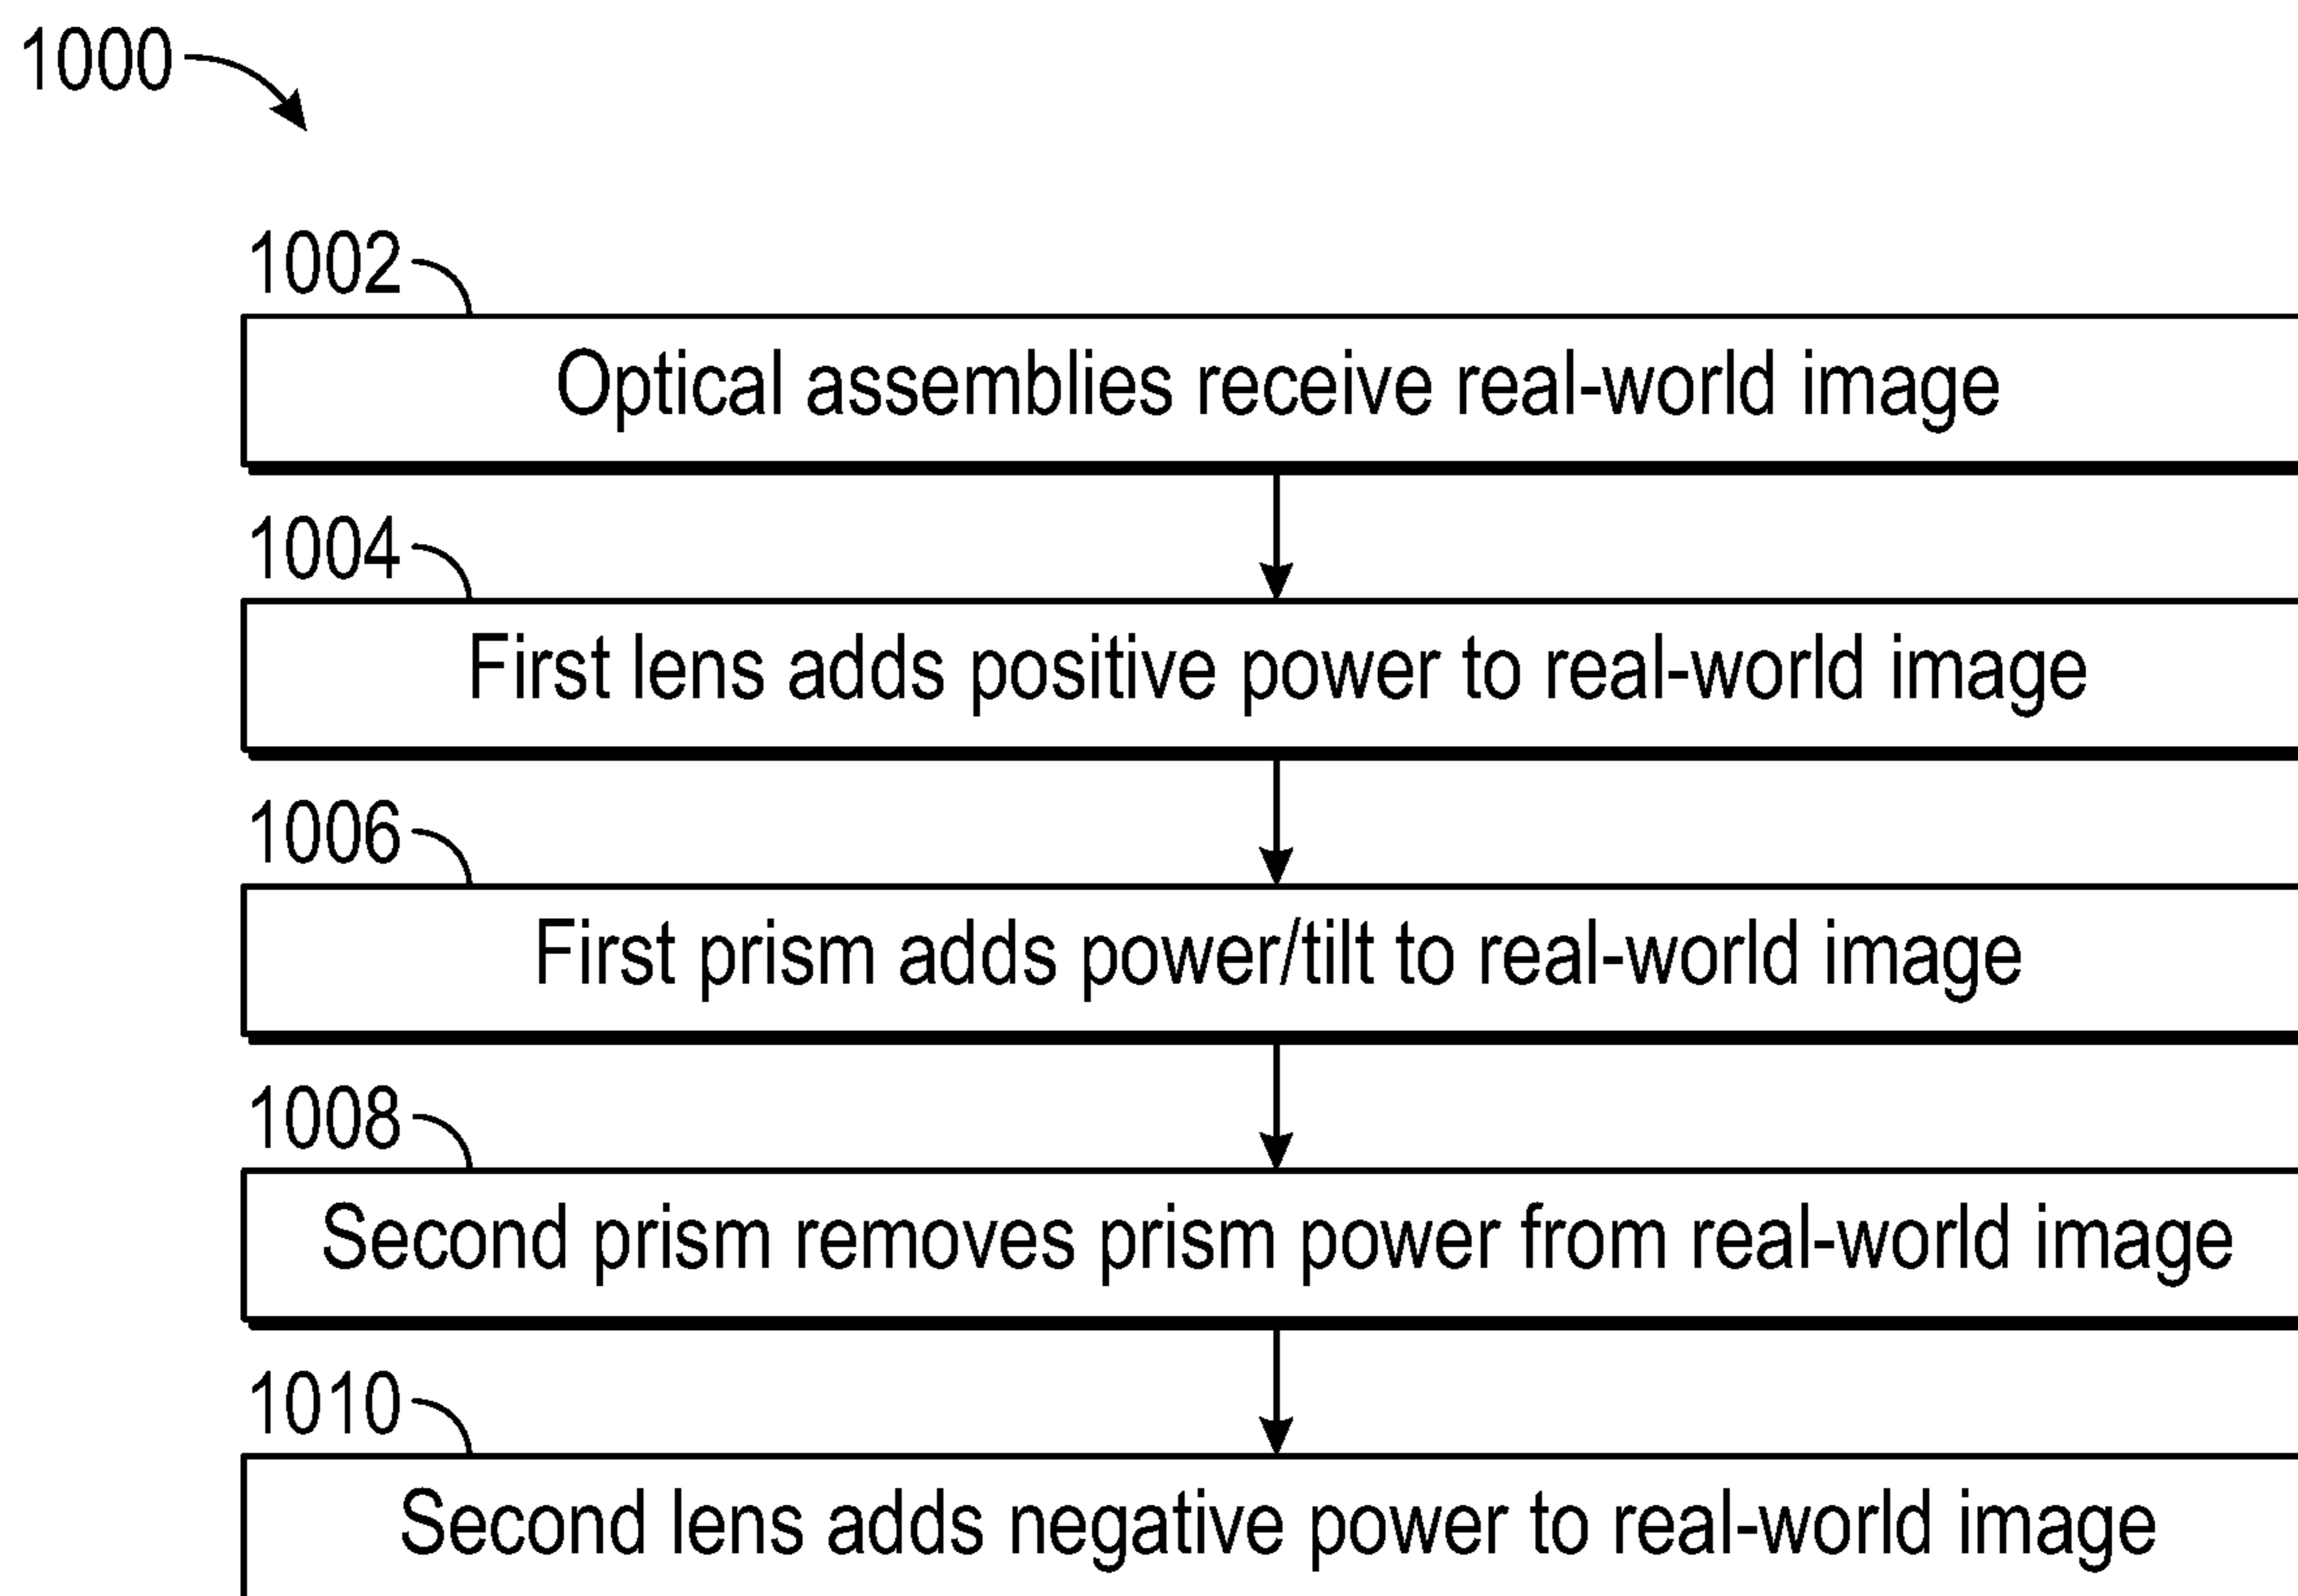 1000
1002
Optical assemblies receive real-world image
1004
First lens adds positive power to real-world image
1006
First prism adds power/tilt to real-world image
1008
Second prism removes prism power from real-world image
1010
Second lens adds negative power to real-world image